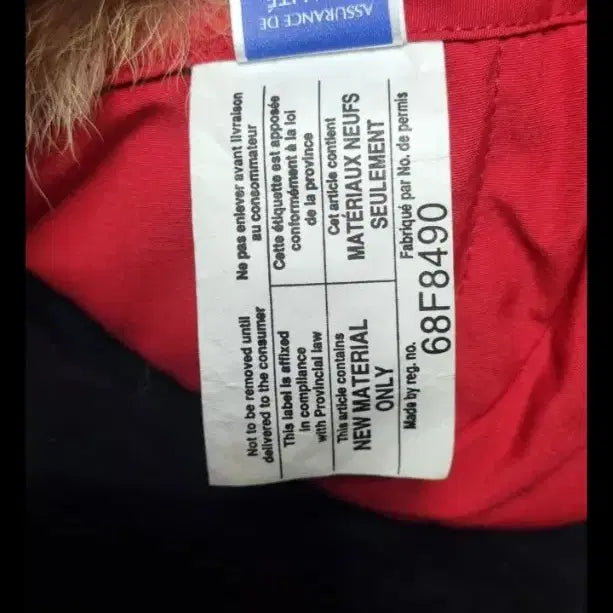 ASSURANCE DE
Not to be removed until
delivered to the consumer
Ne pas enlever avant livraison
au consommateur
This label is affixed
in compliance
with Provincial law
Cette étiquette est apposée
conformément à la loi
de la province
This article contains
NEW MATERIAL
ONLY
Cet article contient
MATÉRIAUX NEUFS
SEULEMENT
Made by reg. no.
Fabriqué par No. de permis
68F8490